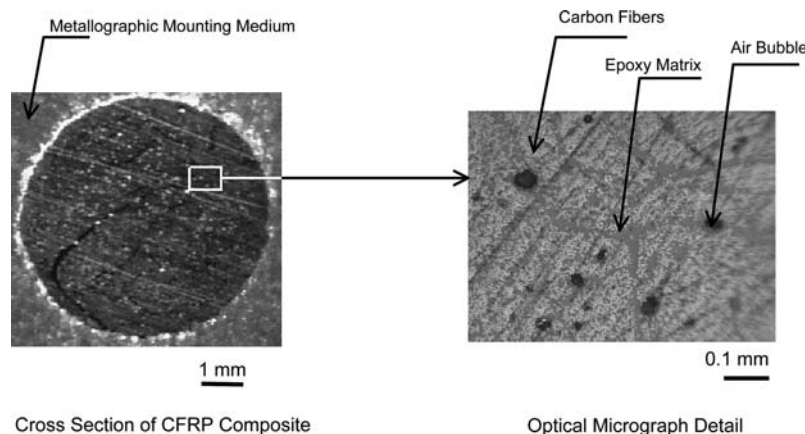 Metallographic Mounting Medium
Carbon Fibers
Epoxy Matrix
Air Bubble
1 mm
0.1 mm
Cross Section of CFRP Composite
Optical Micrograph Detail